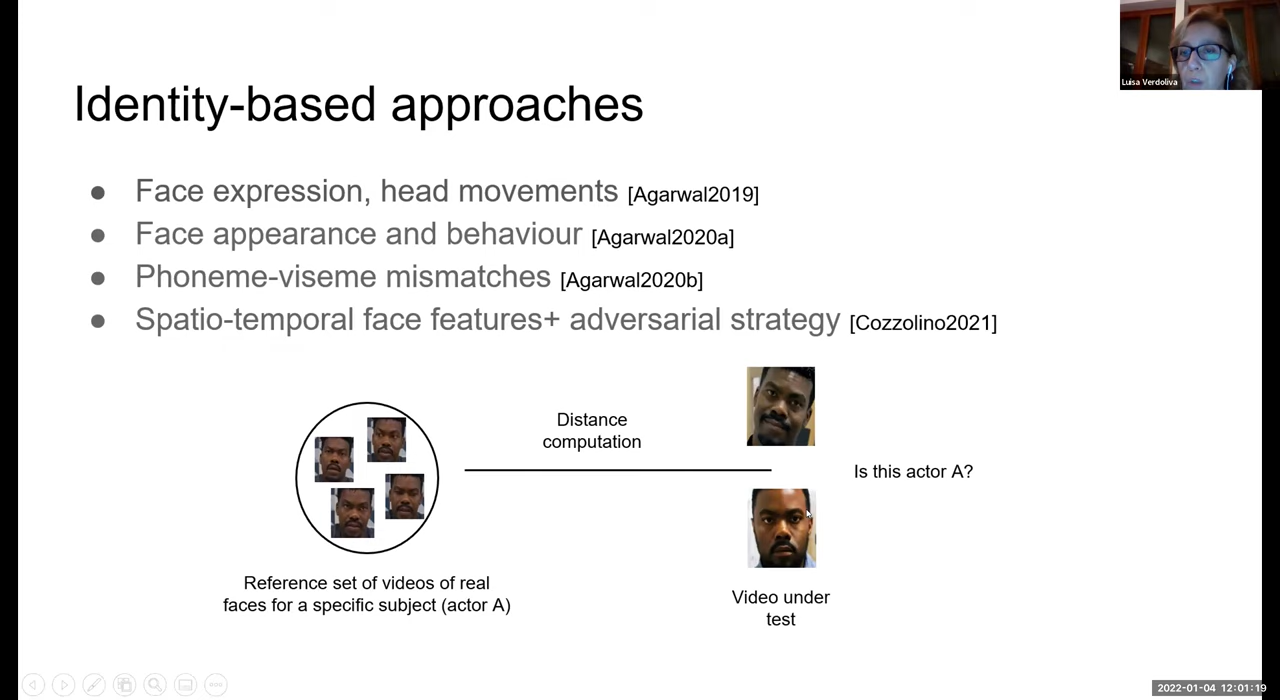 Luisa Verdoliva
Identity-based approaches
● Face expression, head movements [Agarwal2019]
● Face appearance and behaviour [Agarwal2020a]
● Phoneme-viseme mismatches [Agarwal2020b]
● Spatio-temporal face features+ adversarial strategy [Cozzolino2021]
Distance
computation
Is this actor A?
Reference set of videos of real
faces for a specific subject (actor A)
Video under
test
2022-01-04 12:01:19